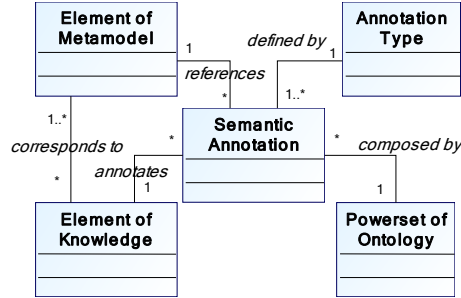 Element of
Metamodel
Annotation
Type
1
defined by
1
references
1..*
*
1..*
Semantic
Annotation
corresponds to
*
*
composed by
annotates
*
1
1
Element of
Knowledge
Powerset of
Ontology